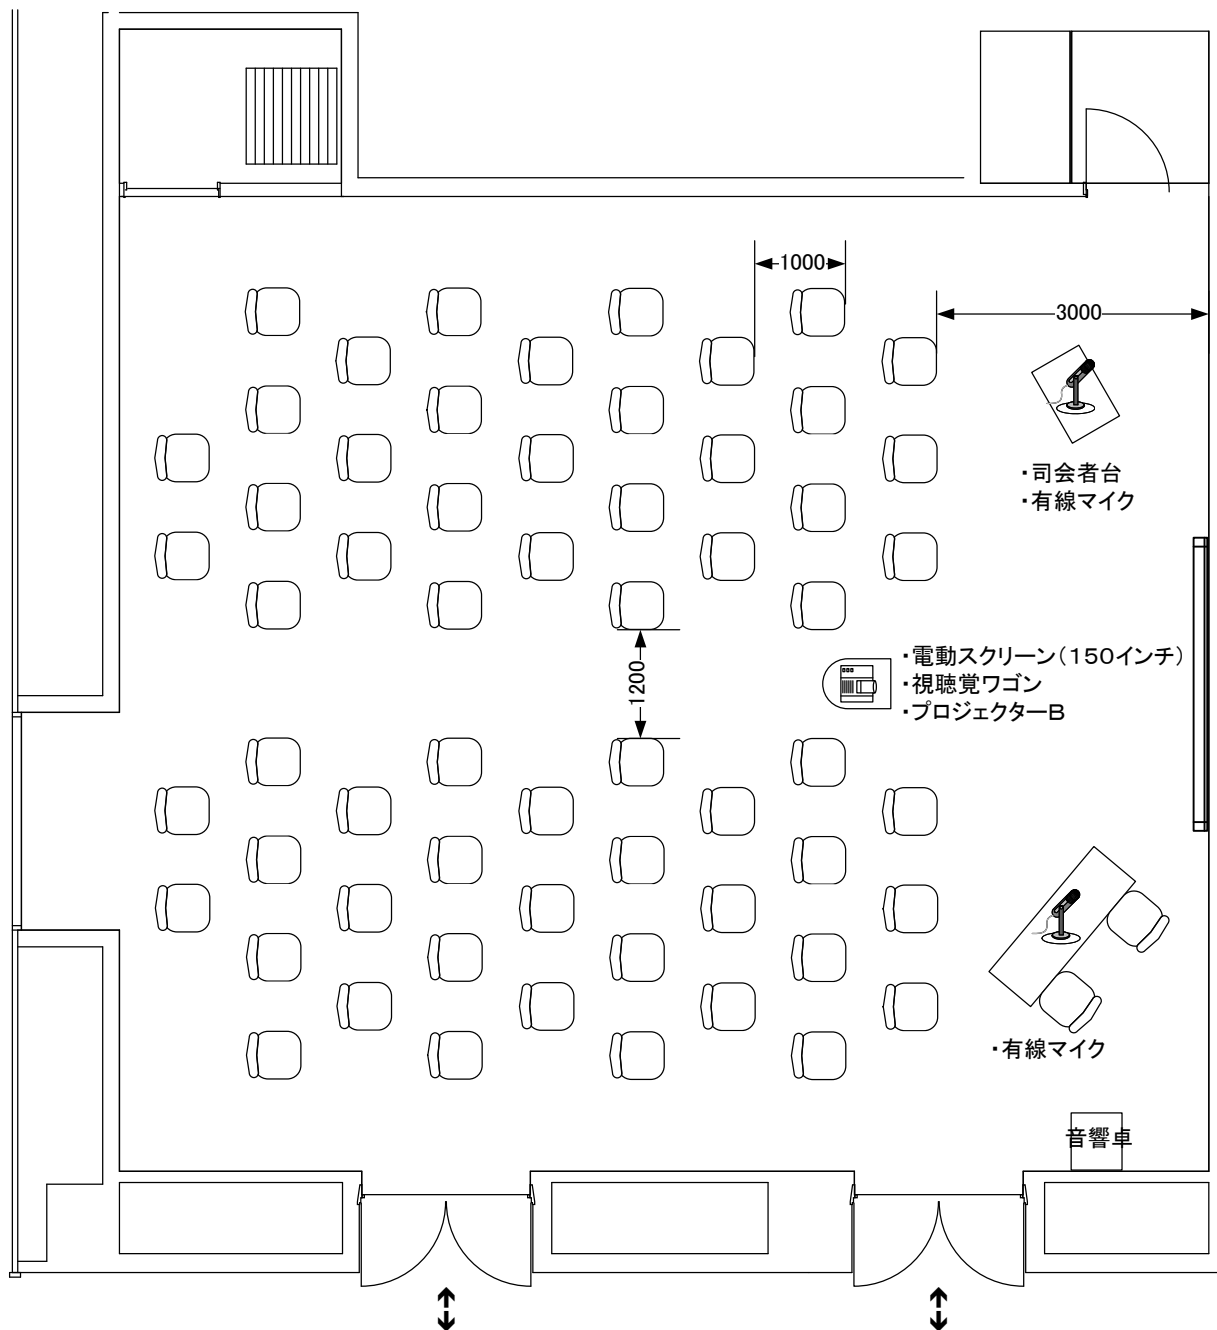 1000
3000
・司会者台
・有線マイク
1200
・電動スクリーン（150インチ）
・視聴覚ワゴン
・プロジェクターB
・有線マイク
音響卓